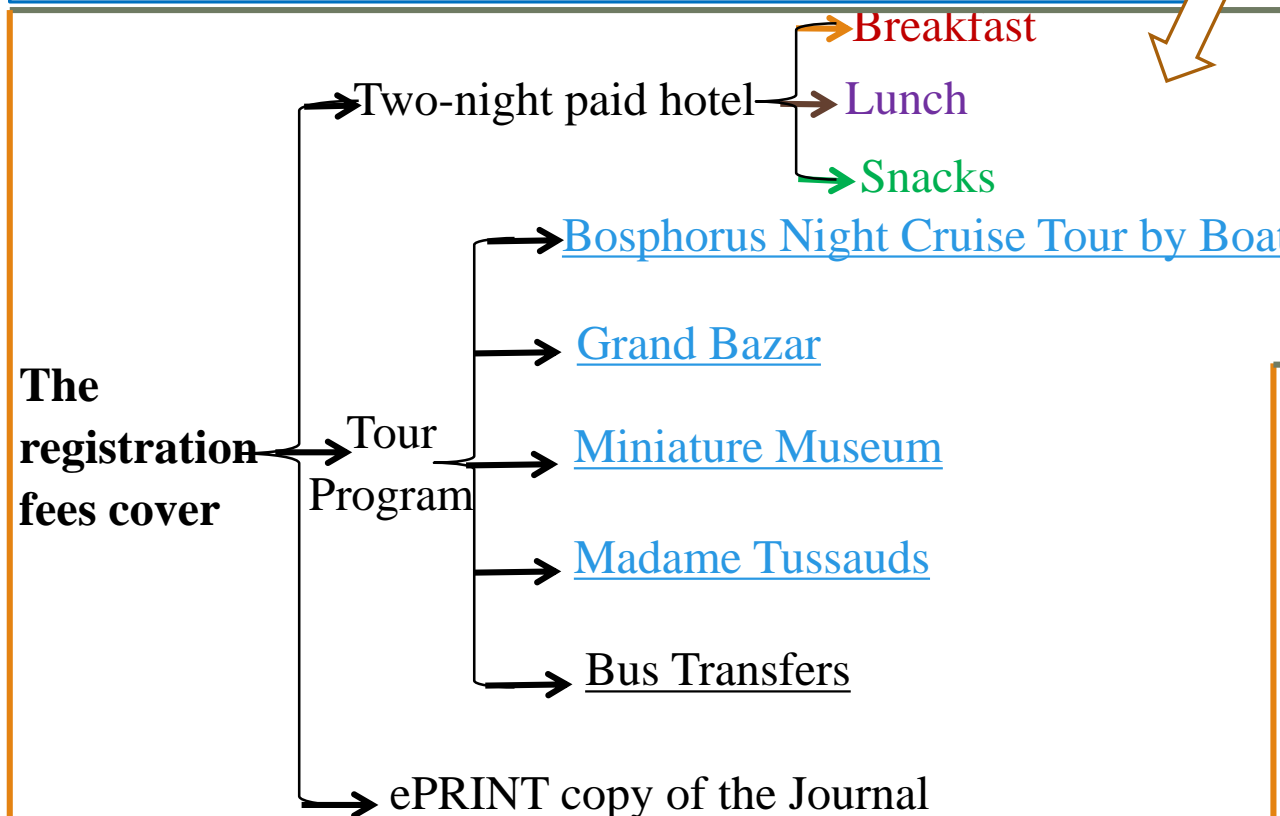 Breakfast
Two-night paid hotel
Lunch
Snacks
Bosphorus Night Cruise Tour by Boat
Grand Bazar
The
registration
fees cover
Tour
Program
Miniature Museum
Madame Tussauds
Bus Transfers
ePRINT copy of the Journal